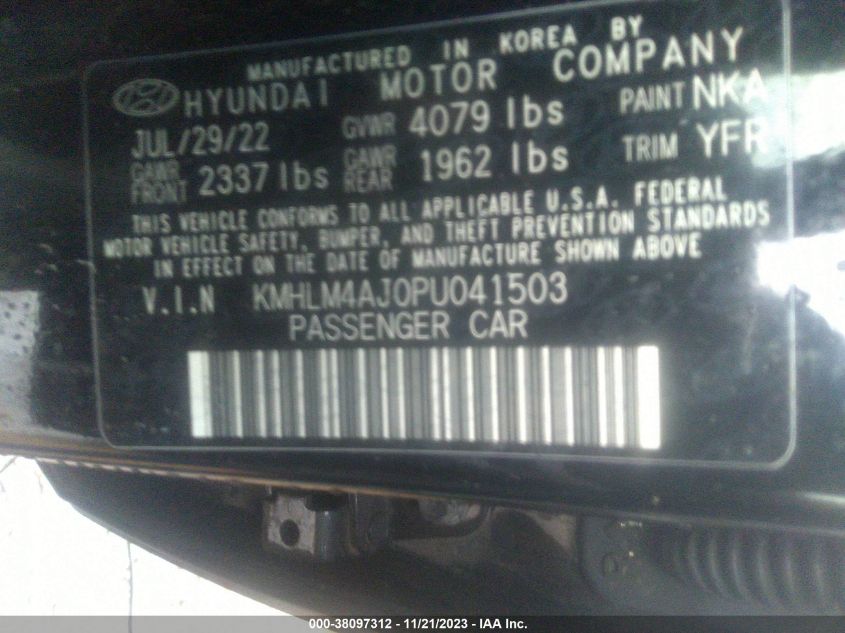 MANUFACTURED IN KOREA BY
HYUNDAI MOTOR COMPANY
JUL/29/22 GVWR 4079 lbs PAINT NKA
GAWR FRONT 2337 lbs GAWR REAR 1962 lbs TRIM YFR
THIS VEHICLE CONFORMS TO ALL APPLICABLE U.S.A. FEDERAL
MOTOR VEHICLE SAFETY, BUMPER, AND THEFT PREVENTION STANDARDS
IN EFFECT ON THE DATE OF MANUFACTURE SHOWN ABOVE
V.I.N KMHLM4AJ0PU041503
PASSENGER CAR
000-38097312 - 11/21/2023 - IAA Inc.